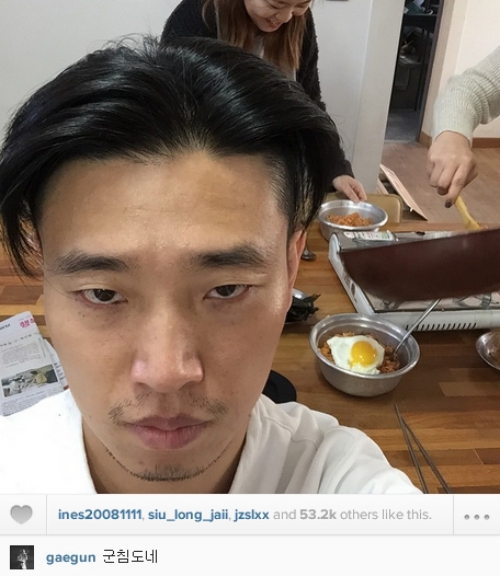 ines20081111, siu_long_jaii, jzslxx and 53.2k others like this.
gaegun 군침도네